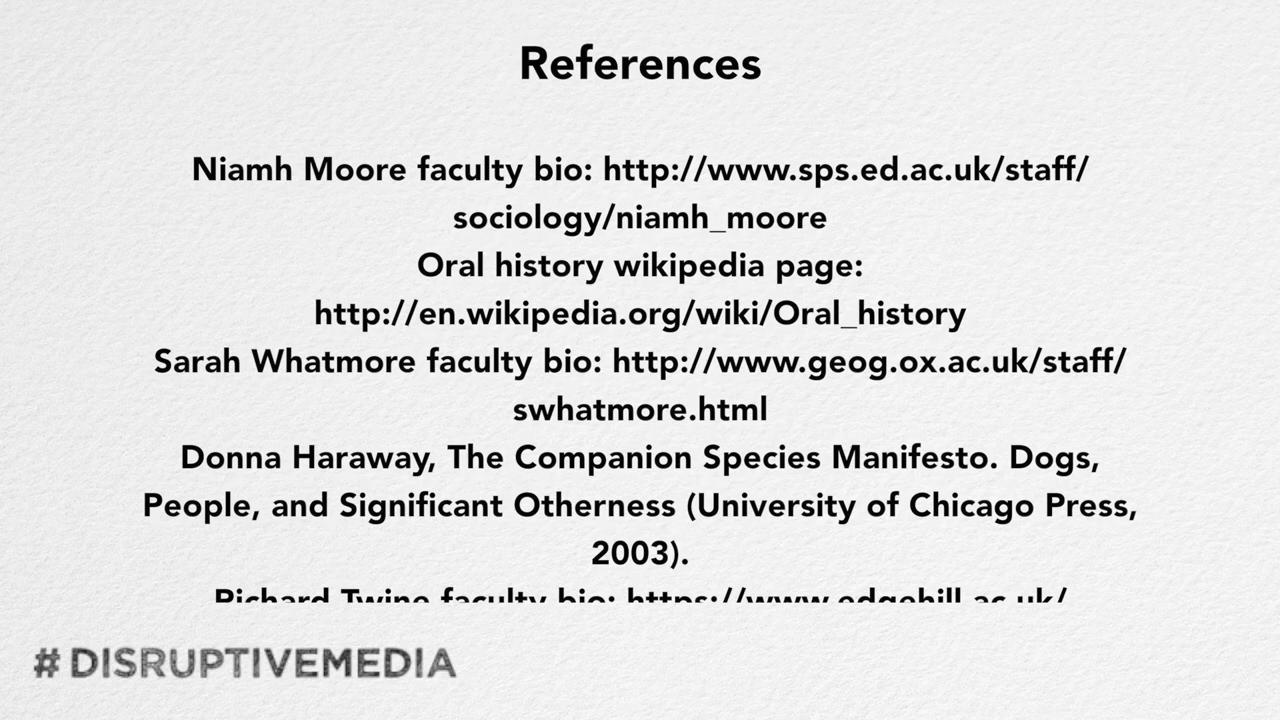 References
Niamh Moore faculty bio: http://www.sps.ed.ac.uk/staff/
sociology/niamh_moore
Oral history wikipedia page:
http://en.wikipedia.org/wiki/Oral_history
Sarah Whatmore faculty bio: http://www.geog.ox.ac.uk/staff/
swhatmore.html
Donna Haraway, The Companion Species Manifesto. Dogs,
People, and Significant Otherness (University of Chicago Press,
2003).
Richard Twine faculty bio: https://www.edgehill.ac.uk/
# DISRUPTIVEMEDIA